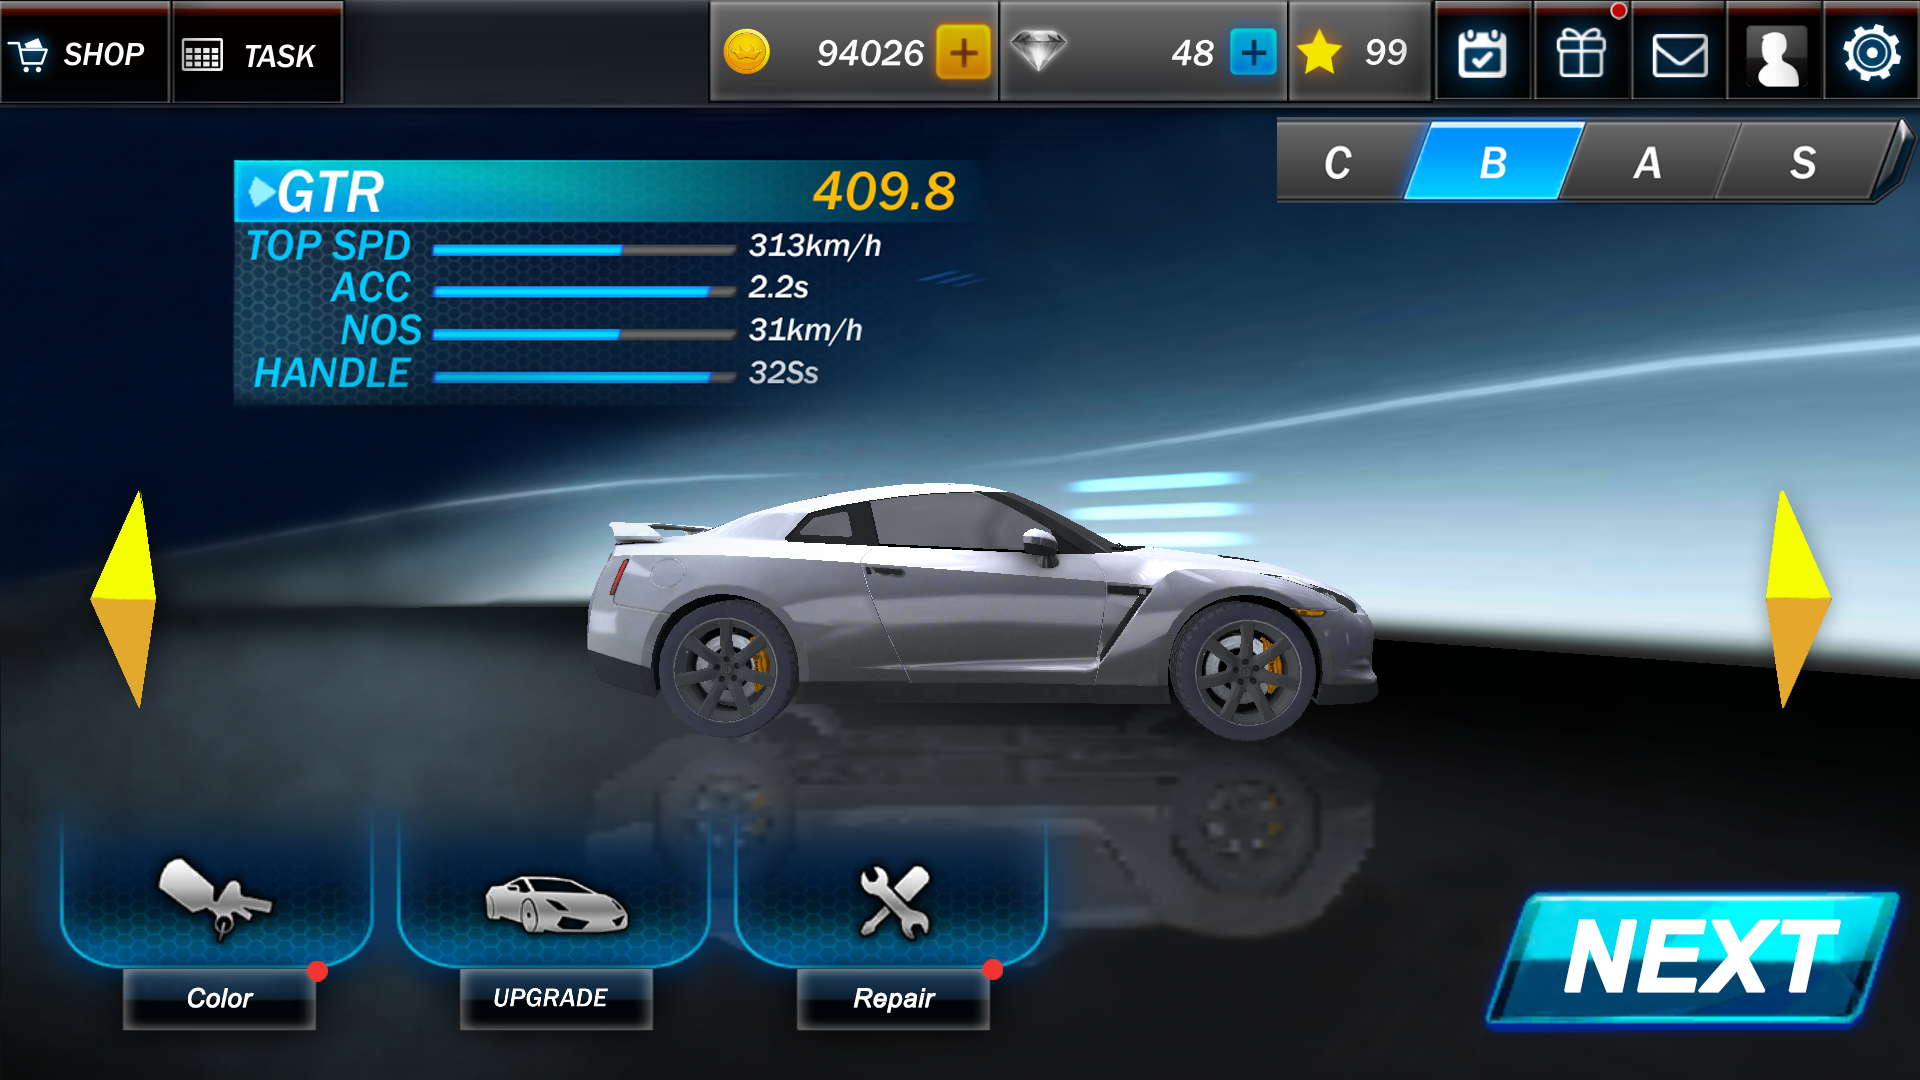 SHOP
TASK
94026
48
99
C
B
A
S
GTR
409.8
TOP SPD
313km/h
ACC
2.2s
NOS
31km/h
HANDLE
32Ss
Color
UPGRADE
Repair
NEXT